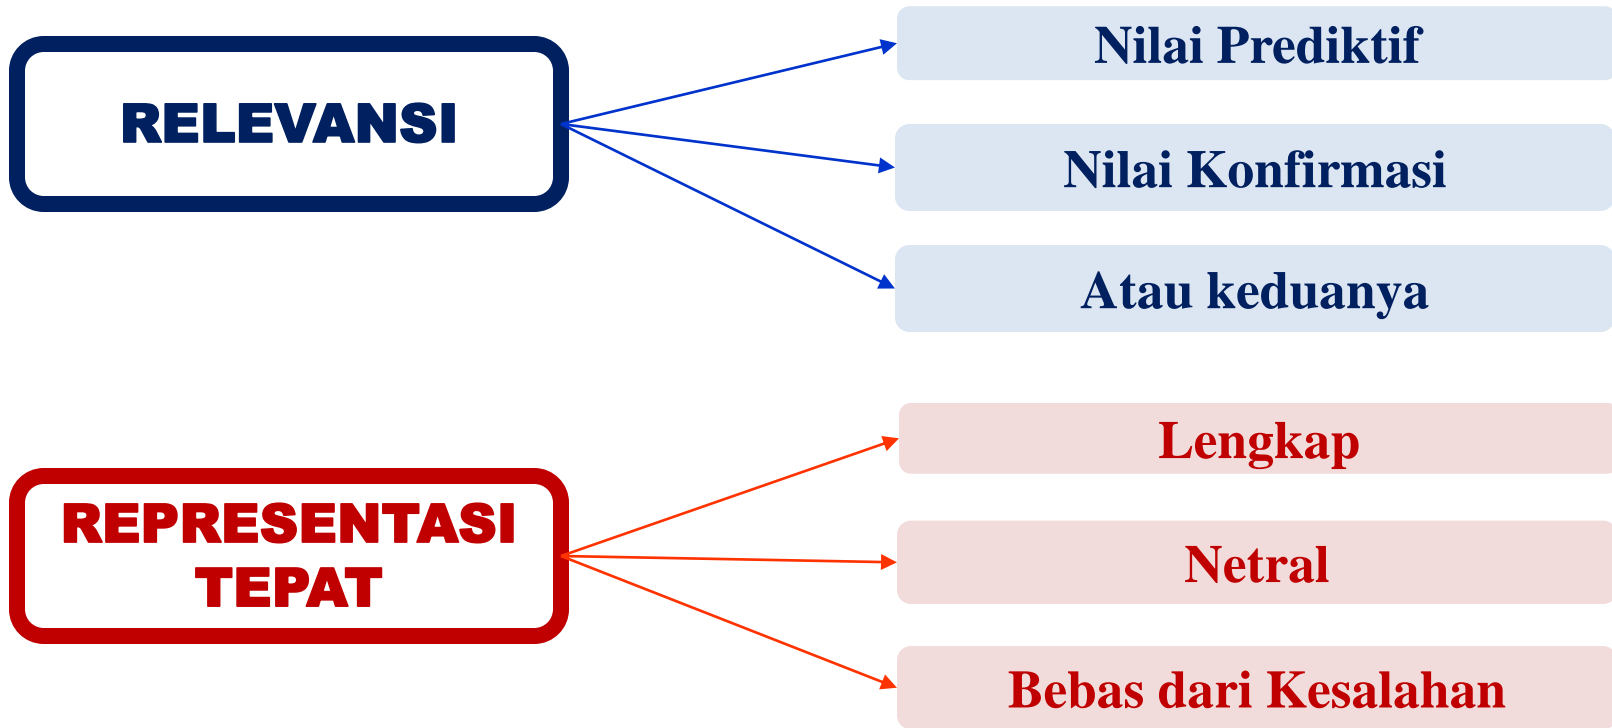 RELEVANSI
Nilai Prediktif
Nilai Konfirmasi
Atau keduanya
REPRESENTASI
TEPAT
Lengkap
Netral
Bebas dari Kesalahan